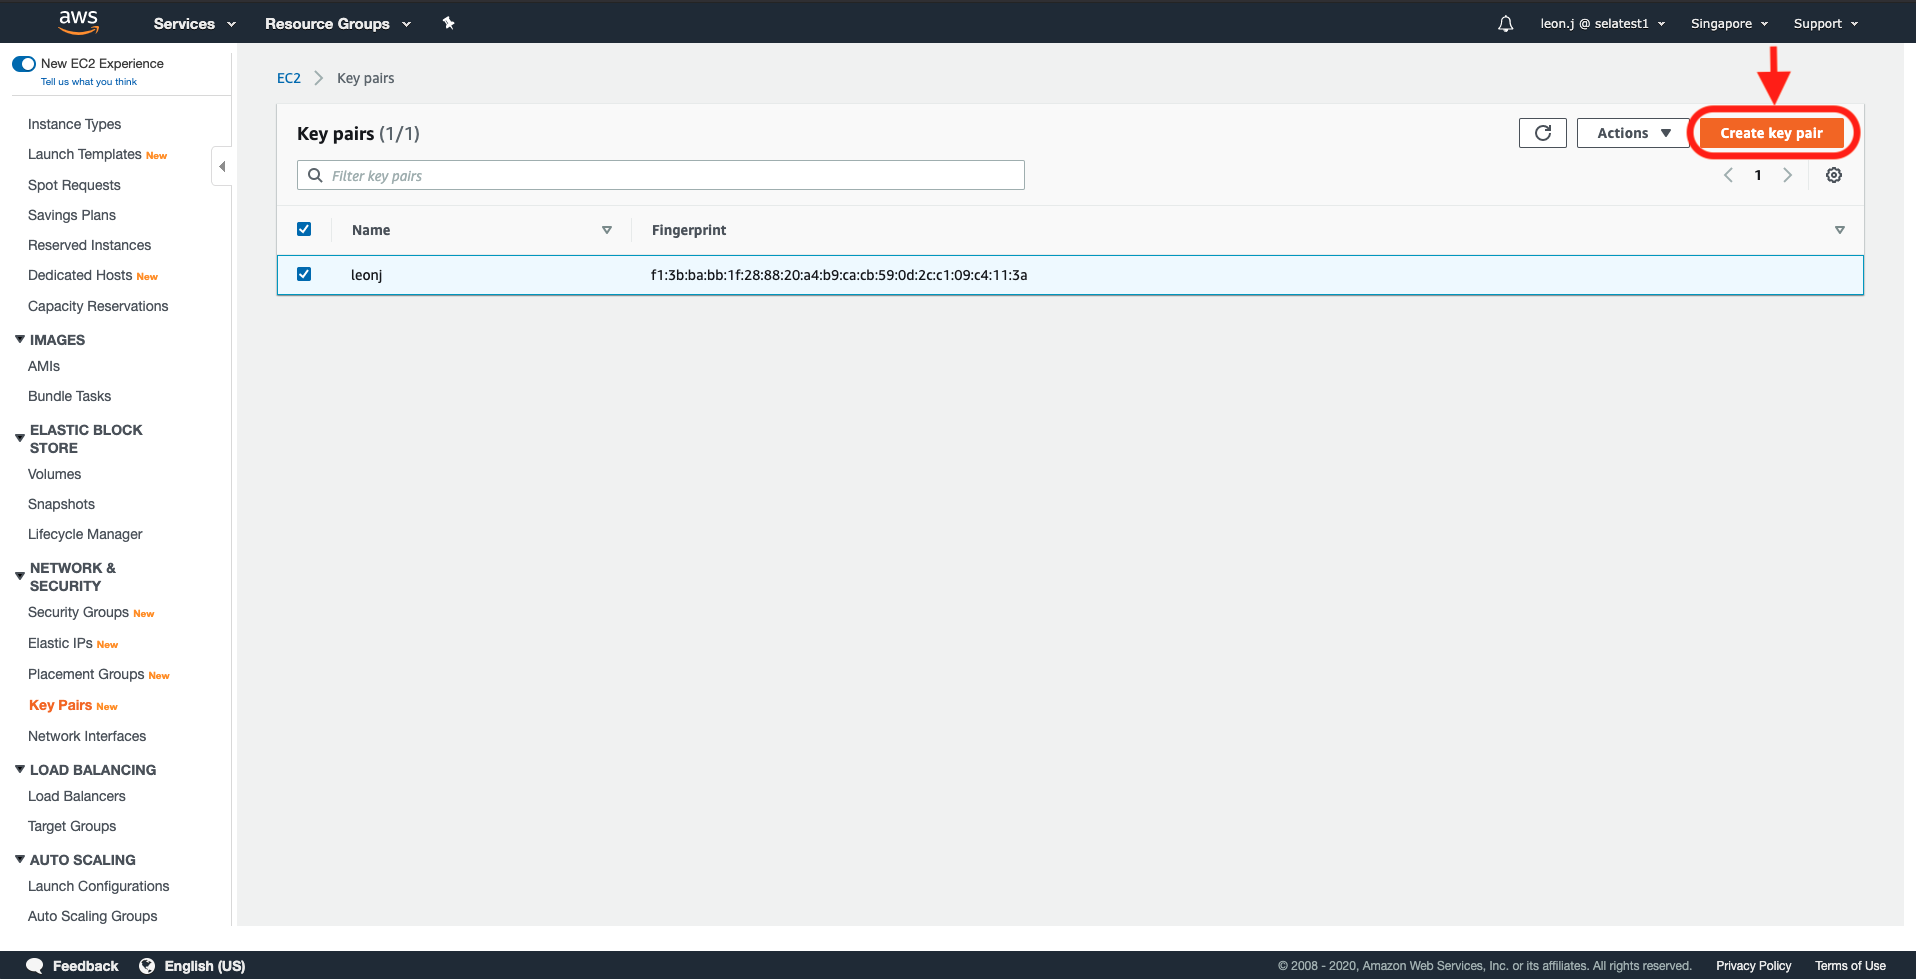 aws Services Resource Groups leon.j @ selatest1 Singapore Support
New EC2 Experience
Tell us what you think
Instance Types
Launch Templates New
Spot Requests
Savings Plans
Reserved Instances
Dedicated Hosts New
Capacity Reservations
IMAGES
AMIs
Bundle Tasks
ELASTIC BLOCK
STORE
Volumes
Snapshots
Lifecycle Manager
NETWORK &
SECURITY
Security Groups New
Elastic IPs New
Placement Groups New
Key Pairs New
Network Interfaces
LOAD BALANCING
Load Balancers
Target Groups
AUTO SCALING
Launch Configurations
Auto Scaling Groups
EC2 Key pairs
Key pairs (1/1) Actions Create key pair
Filter key pairs 1
Name Fingerprint
leonj f1:3b:ba:bb:1f:28:88:20:a4:b9:ca:cb:59:0d:2c:c1:09:c4:11:3a
Feedback English (US) © 2008 - 2020, Amazon Web Services, Inc. or its affiliates. All rights reserved. Privacy Policy Terms of Use